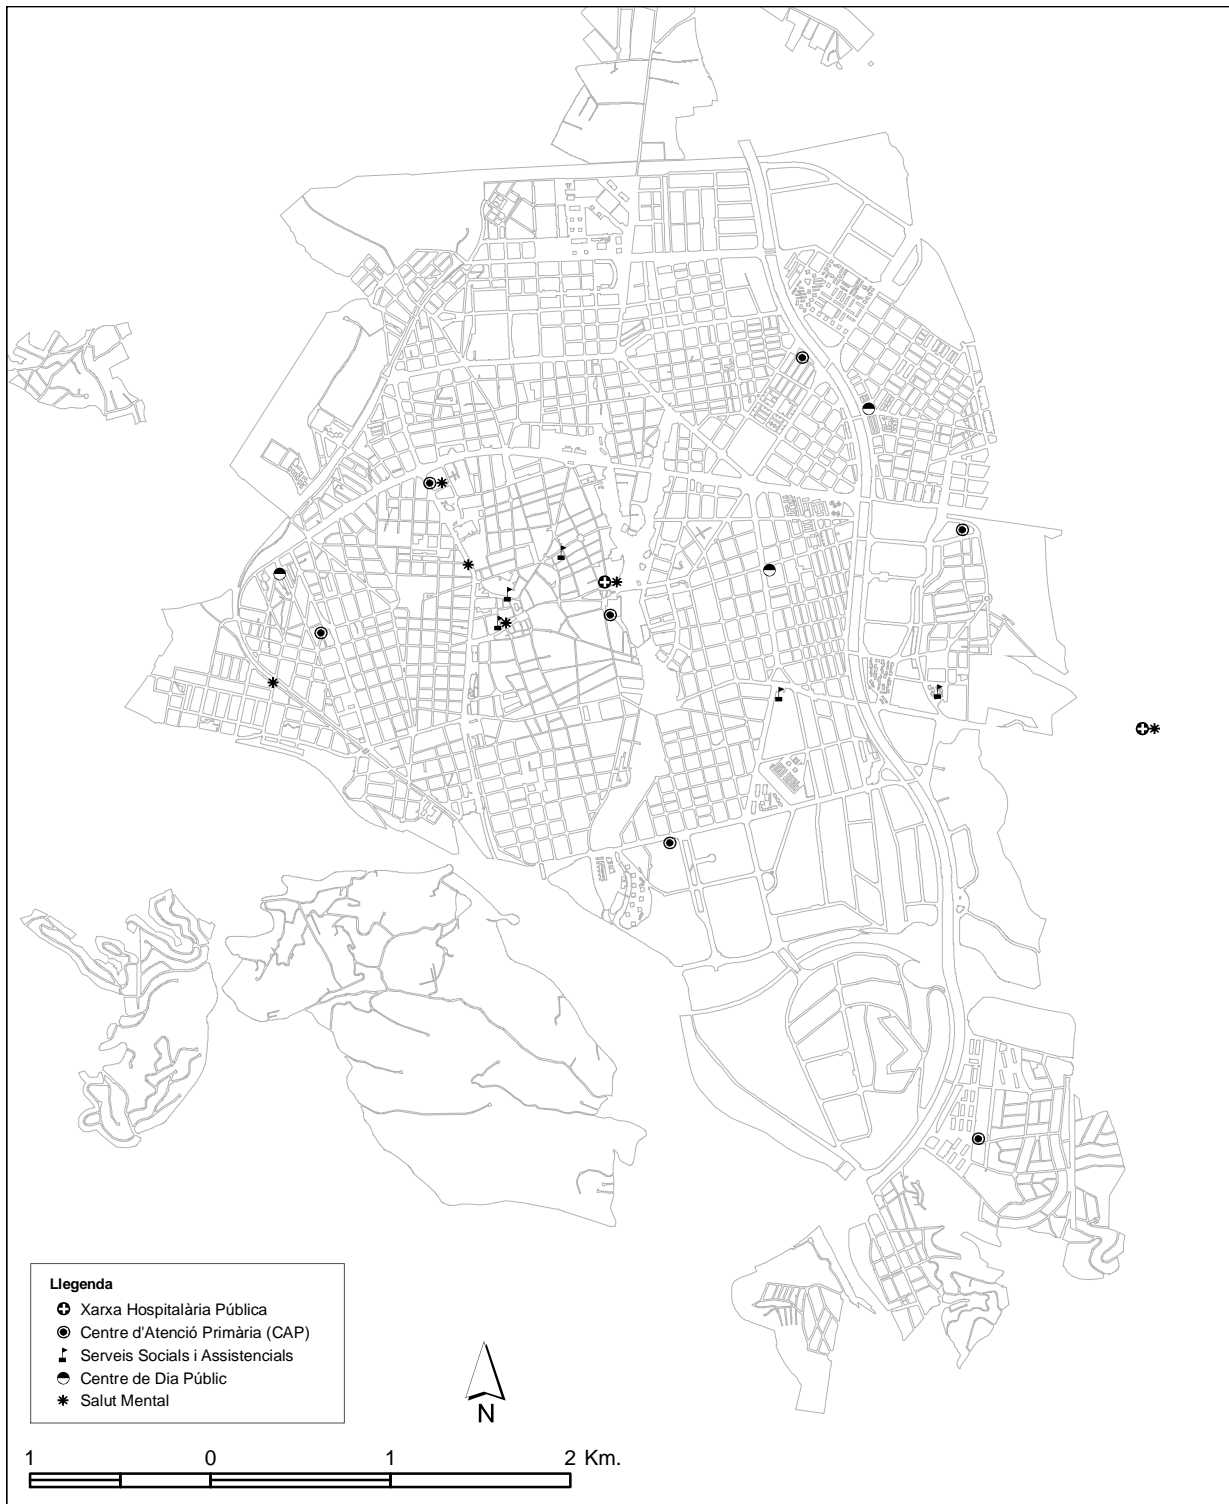 Llegenda
Xarxa Hospitalària Pública
Centre d'Atenció Primària (CAP)
Serveis Socials i Assistencials
Centre de Dia Públic
Salut Mental
N
1 0 1 2 Km.